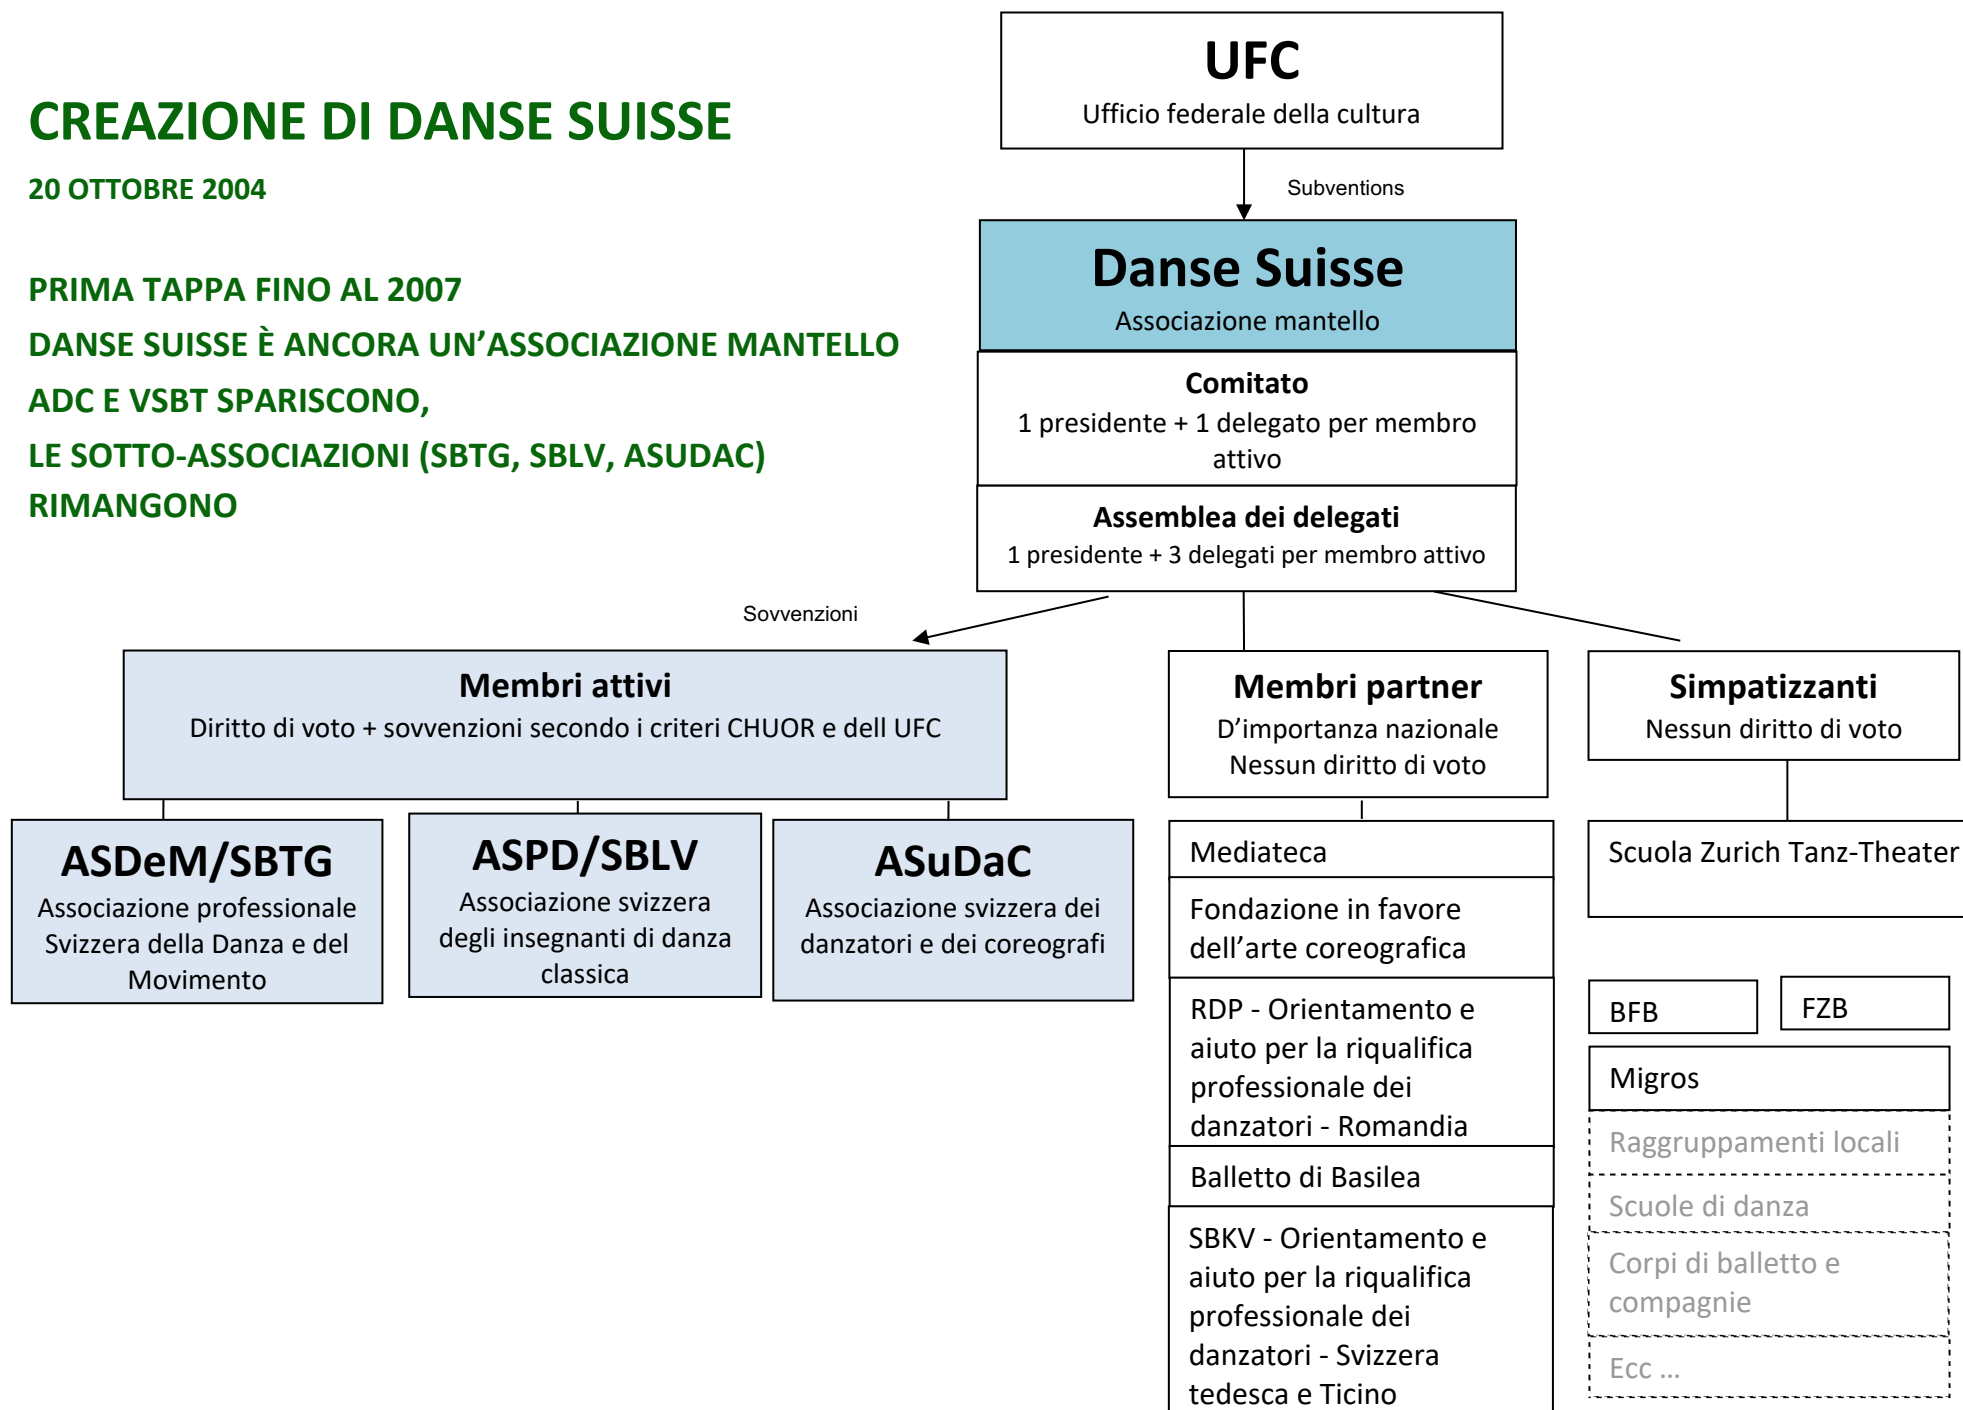 CREAZIONE DI DANSE SUISSE
20 OTTOBRE 2004
PRIMA TAPPA FINO AL 2007
DANSE SUISSE È ANCORA UN’ASSOCIAZIONE MANTELLO
ADC E VSBT SPARISCONO,
LE SOTTO-ASSOCIAZIONI (SBTG, SBLV, ASUDAC)
RIMANGONO
UFC
Ufficio federale della cultura
Subventions
Danse Suisse
Associazione mantello
Comitato
1 presidente + 1 delegato per membro
attivo
Assemblea dei delegati
1 presidente + 3 delegati per membro attivo
Sovvenzioni
Membri attivi
Diritto di voto + sovvenzioni secondo i criteri CHUOR e dell UFC
ASDeM/SBTG
Associazione professionale
Svizzera della Danza e del
Movimento
ASPD/SBLV
Associazione svizzera
degli insegnanti di danza
classica
ASuDaC
Associazione svizzera dei
danzatori e dei coreografi
Membri partner
D’importanza nazionale
Nessun diritto di voto
Mediateca
Fondazione in favore
dell’arte coreografica
RDP - Orientamento e
aiuto per la riqualifica
professionale dei
danzatori - Romandia
Balletto di Basilea
SBKV - Orientamento e
aiuto per la riqualifica
professionale dei
danzatori - Svizzera
tedesca e Ticino
Simpatizzanti
Nessun diritto di voto
Scuola Zurich Tanz-Theater
BFB
FZB
Migros
Raggruppamenti locali
Scuole di danza
Corpi di balletto e
compagnie
Ecc ...